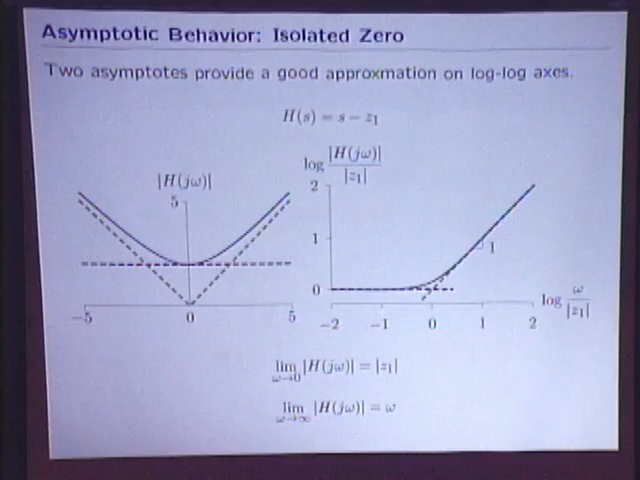 Asymptotic Behavior: Isolated Zero
Two asymptotes provide a good approxmation on log-log axes.
H(s) = s − z₁
|H(jω)|
5
−5 0 5
log |H(jω)| / |z₁|
2
1
0
1
−2 −1 0 1 2
log ω / |z₁|
lim ω→0 |H(jω)| = |z₁|
lim ω→∞ |H(jω)| = ω